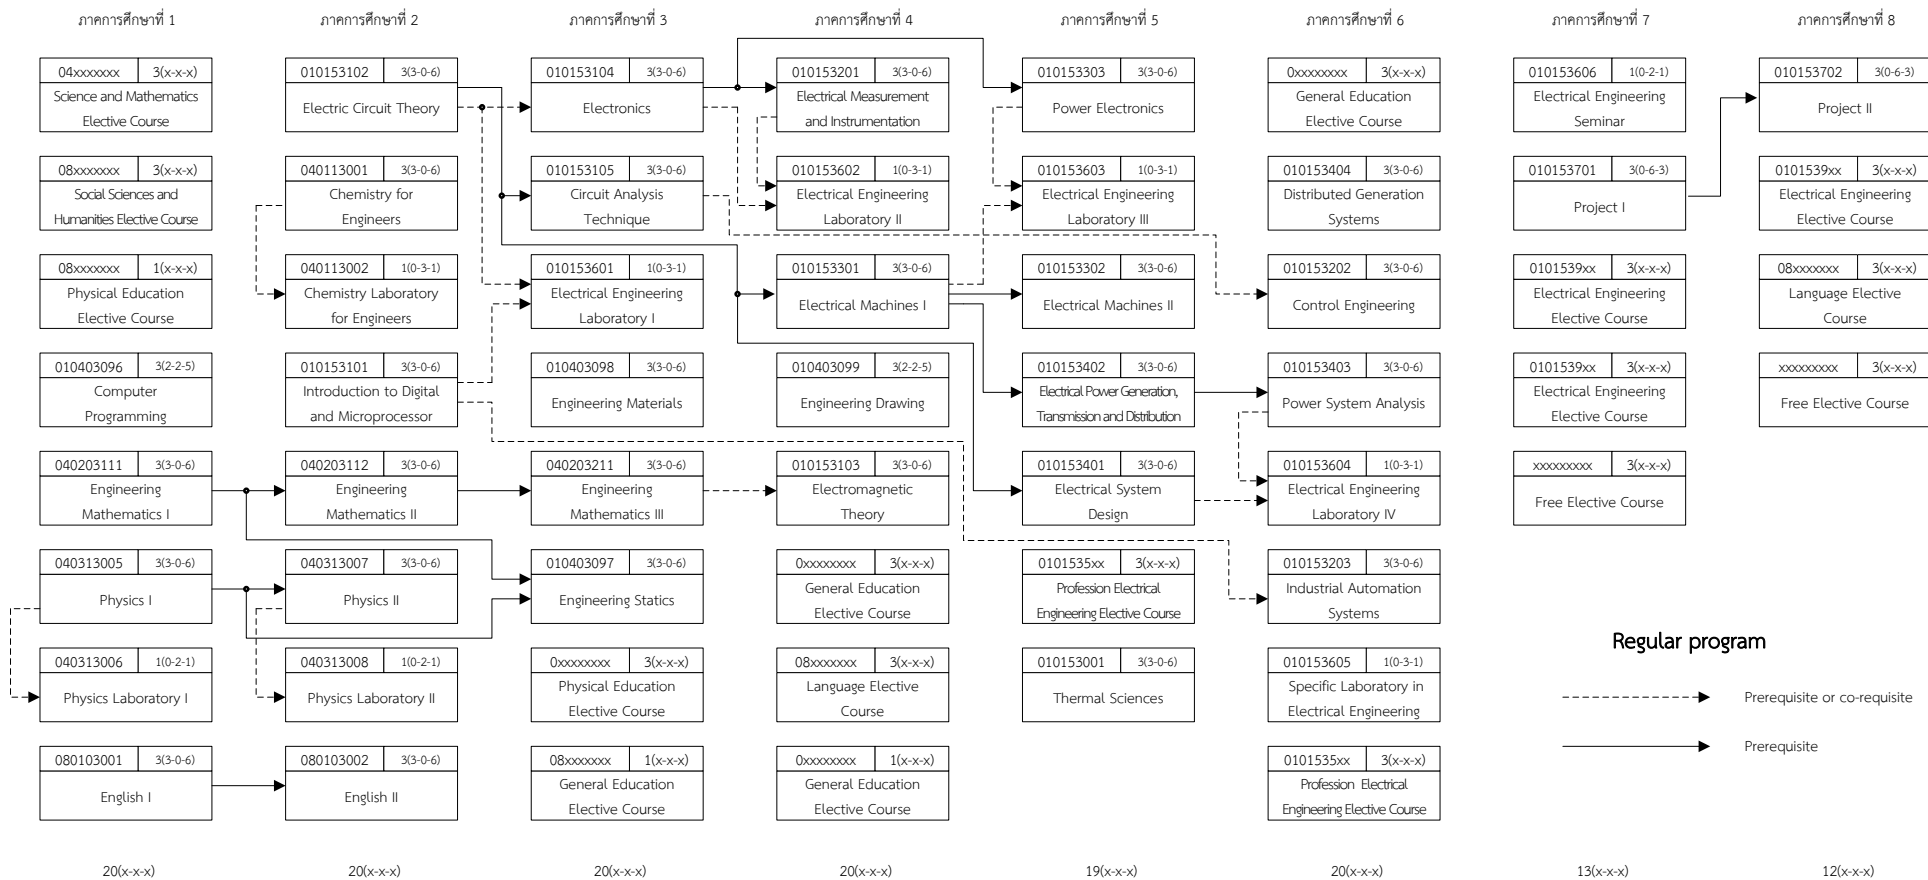 ภาคการศึกษาที่ 1
ภาคการศึกษาที่ 2
ภาคการศึกษาที่ 3
ภาคการศึกษาที่ 4
ภาคการศึกษาที่ 5
ภาคการศึกษาที่ 6
ภาคการศึกษาที่ 7
ภาคการศึกษาที่ 8
04xxxxxxx 3(x-x-x)
Science and Mathematics
Elective Course
08xxxxxxx 3(x-x-x)
Social Sciences and
Humanities Elective Course
08xxxxxxx 1(x-x-x)
Physical Education
Elective Course
010403096 3(2-2-5)
Computer
Programming
040203111 3(3-0-6)
Engineering
Mathematics I
040313005 3(3-0-6)
Physics I
040313006 1(0-2-1)
Physics Laboratory I
080103001 3(3-0-6)
English I
20(x-x-x)
010153102 3(3-0-6)
Electric Circuit Theory
040113001 3(3-0-6)
Chemistry for
Engineers
040113002 1(0-3-1)
Chemistry Laboratory
for Engineers
010153101 3(3-0-6)
Introduction to Digital
and Microprocessor
040203112 3(3-0-6)
Engineering
Mathematics II
040313007 3(3-0-6)
Physics II
040313008 1(0-2-1)
Physics Laboratory II
080103002 3(3-0-6)
English II
20(x-x-x)
010153104 3(3-0-6)
Electronics
010153105 3(3-0-6)
Circuit Analysis
Technique
010153601 1(0-3-1)
Electrical Engineering
Laboratory I
010403098 3(3-0-6)
Engineering Materials
040203211 3(3-0-6)
Engineering
Mathematics III
010403097 3(3-0-6)
Engineering Statics
0xxxxxxxx 3(x-x-x)
Physical Education
Elective Course
08xxxxxxx 1(x-x-x)
General Education
Elective Course
20(x-x-x)
010153201 3(3-0-6)
Electrical Measurement
and Instrumentation
010153602 1(0-3-1)
Electrical Engineering
Laboratory II
010153301 3(3-0-6)
Electrical Machines I
010403099 3(2-2-5)
Engineering Drawing
010153103 3(3-0-6)
Electromagnetic
Theory
0xxxxxxxx 3(x-x-x)
General Education
Elective Course
08xxxxxxx 3(x-x-x)
Language Elective
Course
0xxxxxxxx 1(x-x-x)
General Education
Elective Course
20(x-x-x)
010153303 3(3-0-6)
Power Electronics
010153603 1(0-3-1)
Electrical Engineering
Laboratory III
010153302 3(3-0-6)
Electrical Machines II
010153402 3(3-0-6)
Electrical Power Generation,
Transmission and Distribution
010153401 3(3-0-6)
Electrical System
Design
0101535xx 3(x-x-x)
Profession Electrical
Engineering Elective Course
010153001 3(3-0-6)
Thermal Sciences
19(x-x-x)
0xxxxxxxx 3(x-x-x)
General Education
Elective Course
010153404 3(3-0-6)
Distributed Generation
Systems
010153202 3(3-0-6)
Control Engineering
010153403 3(3-0-6)
Power System Analysis
010153604 1(0-3-1)
Electrical Engineering
Laboratory IV
010153203 3(3-0-6)
Industrial Automation
Systems
010153605 1(0-3-1)
Specific Laboratory in
Electrical Engineering
0101535xx 3(x-x-x)
Profession Electrical
Engineering Elective Course
20(x-x-x)
010153606 1(0-2-1)
Electrical Engineering
Seminar
010153701 3(0-6-3)
Project I
0101539xx 3(x-x-x)
Electrical Engineering
Elective Course
0101539xx 3(x-x-x)
Electrical Engineering
Elective Course
xxxxxxxxx 3(x-x-x)
Free Elective Course
13(x-x-x)
010153702 3(0-6-3)
Project II
0101539xx 3(x-x-x)
Electrical Engineering
Elective Course
08xxxxxxx 3(x-x-x)
Language Elective
Course
xxxxxxxxx 3(x-x-x)
Free Elective Course
12(x-x-x)
Regular program
Prerequisite or co-requisite
Prerequisite